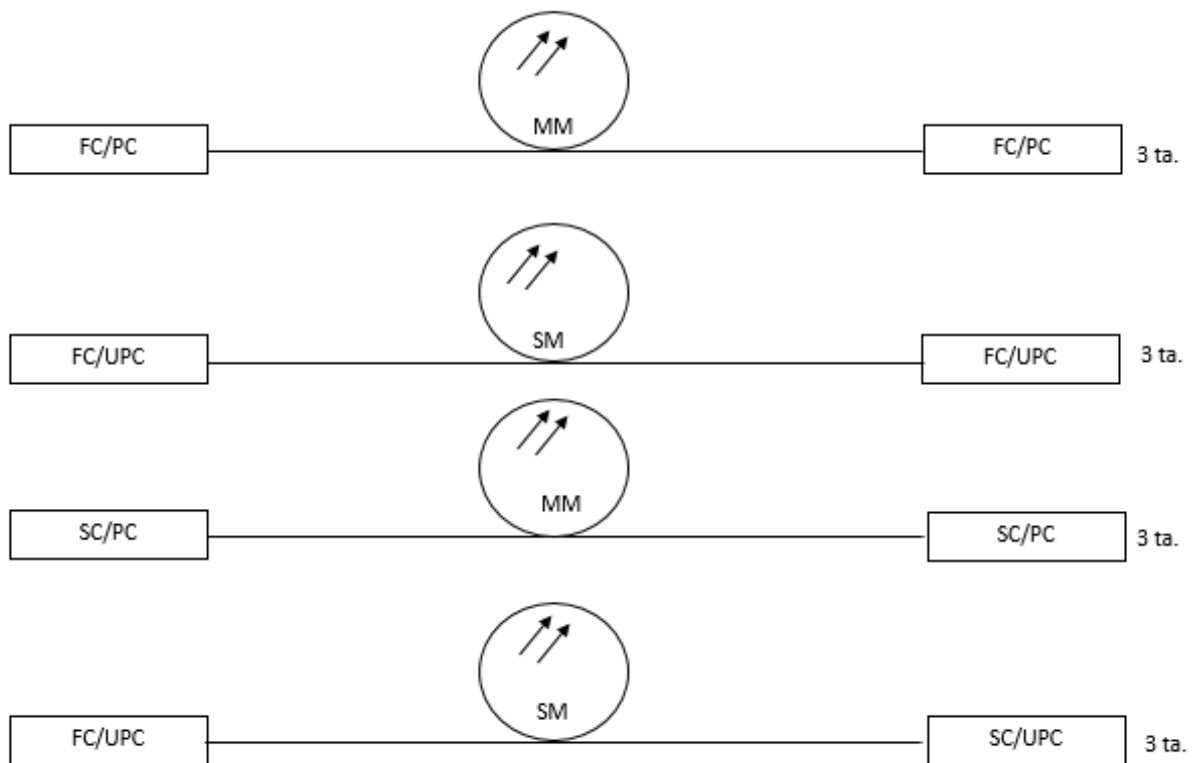 MM
FC/PC FC/PC 3 ta.
SM
FC/UPC FC/UPC 3 ta.
MM
SC/PC SC/PC 3 ta.
SM
FC/UPC SC/UPC 3 ta.